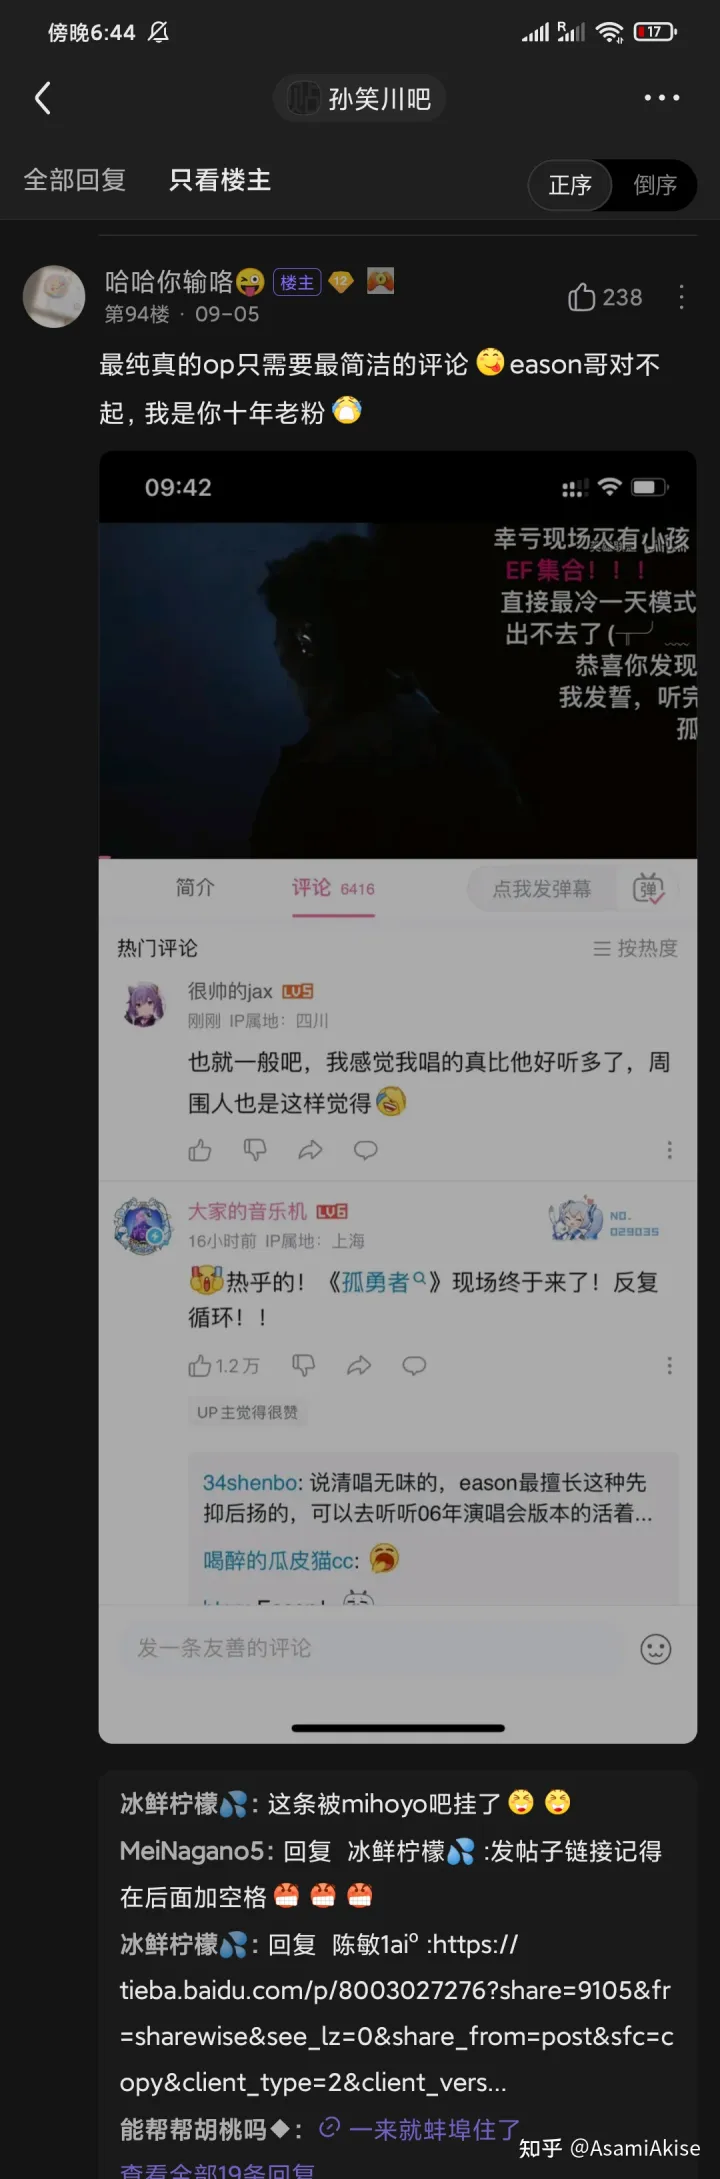 傍晚6:44
R
17
孙笑川吧
全部回复 只看楼主 正序 倒序
哈哈你输咯 楼主 12
第94楼 · 09-05
238
最纯真的op只需要最简洁的评论 eason哥对不
起,我是你十年老粉
09:42
幸亏现场灭有小孩
EF集合!!!
直接最冷一天模式
出不去了(
恭喜你发现
我发誓,听完
孤
简介 评论 6416 点我发弹幕 弹
热门评论 按热度
很帅的jax LV5
刚刚 IP属地:四川
也就一般吧,我感觉我唱的真比他好听多了,周
围人也是这样觉得
大家的音乐机 LV6
NO.
029035
16小时前 IP属地:上海
热乎的!《孤勇者》现场终于来了!反复
循环!!
1.2万
UP主觉得很赞
34shenbo: 说清唱无味的,eason最擅长这种先
抑后扬的,可以去听听06年演唱会版本的活着...
喝醉的瓜皮猫cc:
发一条友善的评论
冰鲜柠檬💦: 这条被mihoyo吧挂了
MeiNagano5: 回复 冰鲜柠檬💦 :发帖子链接记得
在后面加空格
冰鲜柠檬💦: 回复 陈敏1ai° :https://
tieba.baidu.com/p/8003027276?share=9105&fr
=sharewise&see_lz=0&share_from=post&sfc=c
opy&client_type=2&client_vers...
能帮帮胡桃吗◆: 一来就蚌埠住了
查看全部19条回复
知乎 @AsamiAkise